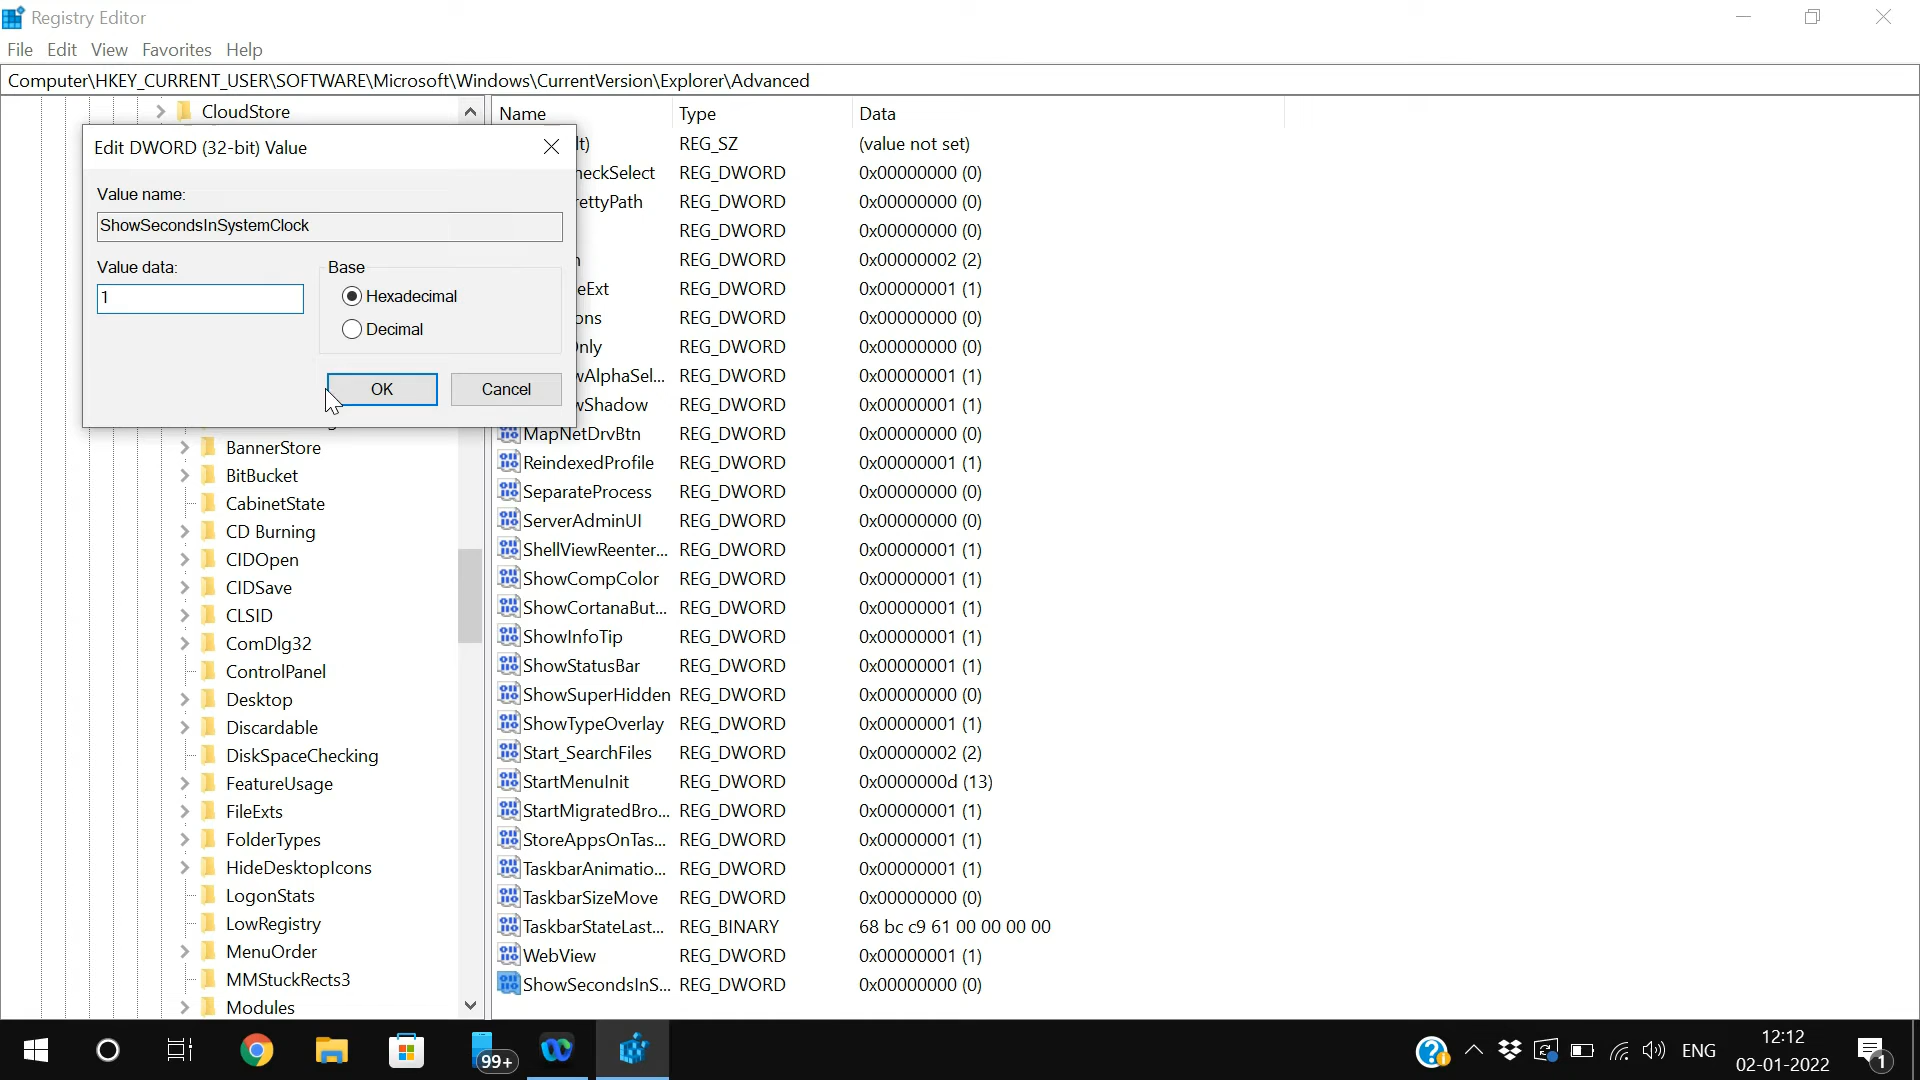 Registry Editor
File Edit View Favorites Help
Computer\HKEY_CURRENT_USER\SOFTWARE\Microsoft\Windows\CurrentVersion\Explorer\Advanced
CloudStore
Edit DWORD (32-bit) Value
Value name:
ShowSecondsInSystemClock
Value data:
1
Base
Hexadecimal
Decimal
OK Cancel
BannerStore
BitBucket
CabinetState
CD Burning
CIDOpen
CIDSave
CLSID
ComDlg32
ControlPanel
Desktop
Discardable
DiskSpaceChecking
FeatureUsage
FileExts
FolderTypes
HideDesktopIcons
LogonStats
LowRegistry
MenuOrder
MMStuckRects3
Modules
Name Type Data
lt) REG_SZ (value not set)
heckSelect REG_DWORD 0x00000000 (0)
rettyPath REG_DWORD 0x00000000 (0)
REG_DWORD 0x00000000 (0)
n REG_DWORD 0x00000002 (2)
eExt REG_DWORD 0x00000001 (1)
ons REG_DWORD 0x00000000 (0)
nly REG_DWORD 0x00000000 (0)
wAlphaSel... REG_DWORD 0x00000001 (1)
wShadow REG_DWORD 0x00000001 (1)
MapNetDrvBtn REG_DWORD 0x00000000 (0)
ReindexedProfile REG_DWORD 0x00000001 (1)
SeparateProcess REG_DWORD 0x00000000 (0)
ServerAdminUI REG_DWORD 0x00000000 (0)
ShellViewReenter... REG_DWORD 0x00000001 (1)
ShowCompColor REG_DWORD 0x00000001 (1)
ShowCortanaBut... REG_DWORD 0x00000001 (1)
ShowInfoTip REG_DWORD 0x00000001 (1)
ShowStatusBar REG_DWORD 0x00000001 (1)
ShowSuperHidden REG_DWORD 0x00000000 (0)
ShowTypeOverlay REG_DWORD 0x00000001 (1)
Start_SearchFiles REG_DWORD 0x00000002 (2)
StartMenuInit REG_DWORD 0x0000000d (13)
StartMigratedBro... REG_DWORD 0x00000001 (1)
StoreAppsOnTas... REG_DWORD 0x00000001 (1)
TaskbarAnimatio... REG_DWORD 0x00000001 (1)
TaskbarSizeMove REG_DWORD 0x00000000 (0)
TaskbarStateLast... REG_BINARY 68 bc c9 61 00 00 00 00
WebView REG_DWORD 0x00000001 (1)
ShowSecondsInS... REG_DWORD 0x00000000 (0)
99+
ENG
12:12
02-01-2022
1